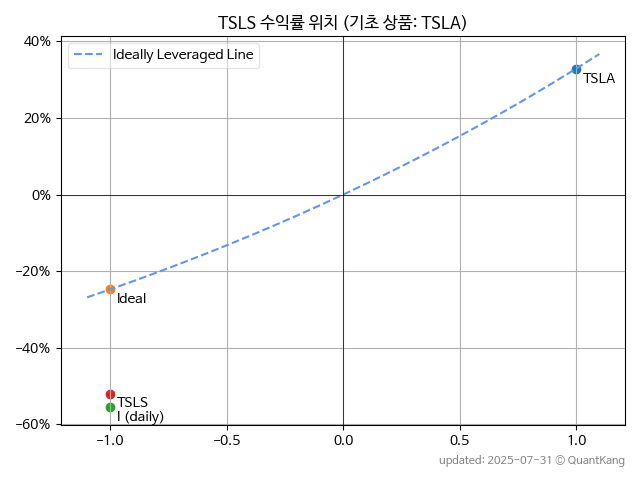 TSLS 수익률 위치 (기초 상품: TSLA)
40%
20%
0%
−20%
−40%
−60%
Ideally Leveraged Line
TSLA
Ideal
TSLS
I (daily)
−1.0
−0.5
0.0
0.5
1.0
updated: 2025-07-31 © QuantKang